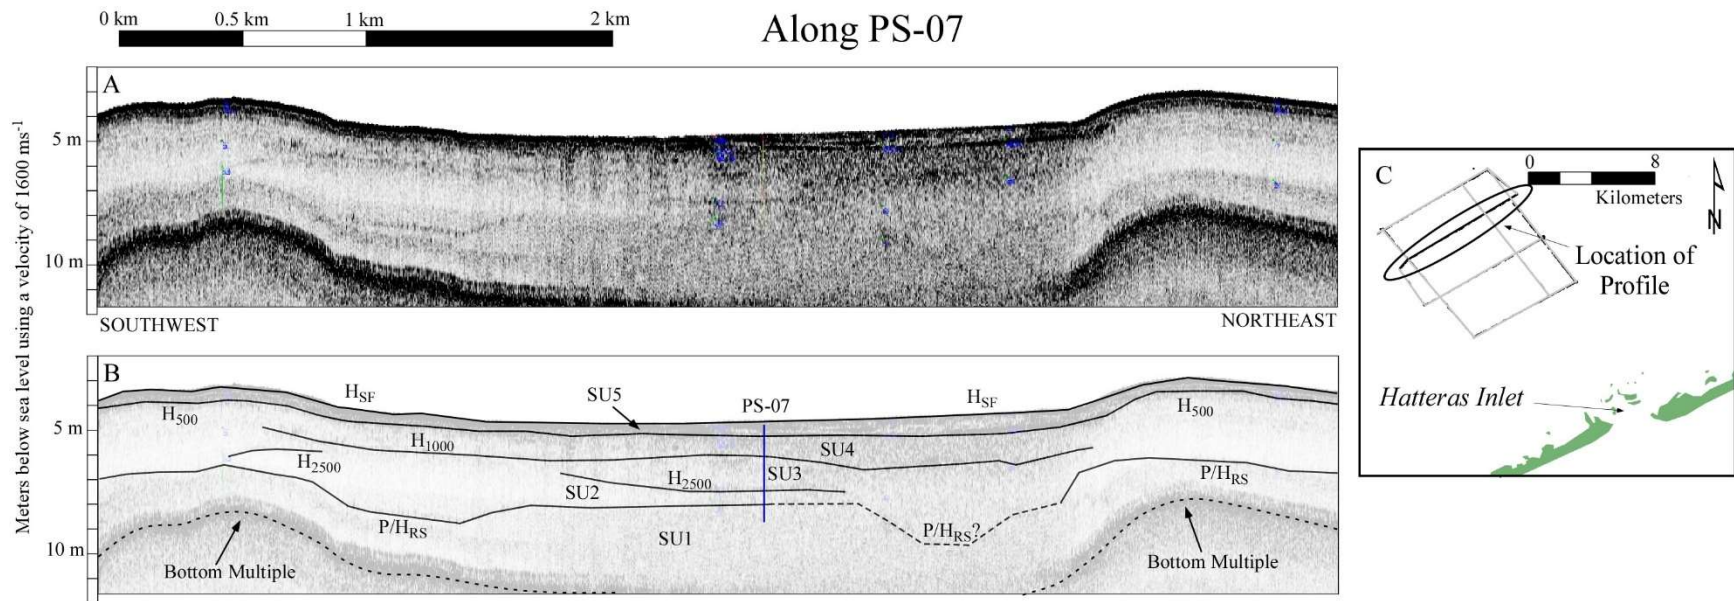 0 km 0.5 km 1 km 2 km
Along PS-07
Meters below sea level using a velocity of 1600 ms-1
A
5 m
10 m
SOUTHWEST
NORTHEAST
B
5 m
10 m
HSF
SU5
PS-07
HSF
H500
H500
H1000
SU4
H2500
H2500
SU3
SU2
P/HRS
P/HRS
P/HRS?
SU1
Bottom Multiple
Bottom Multiple
C
0 8
Kilometers
N
Location of
Profile
Hatteras Inlet